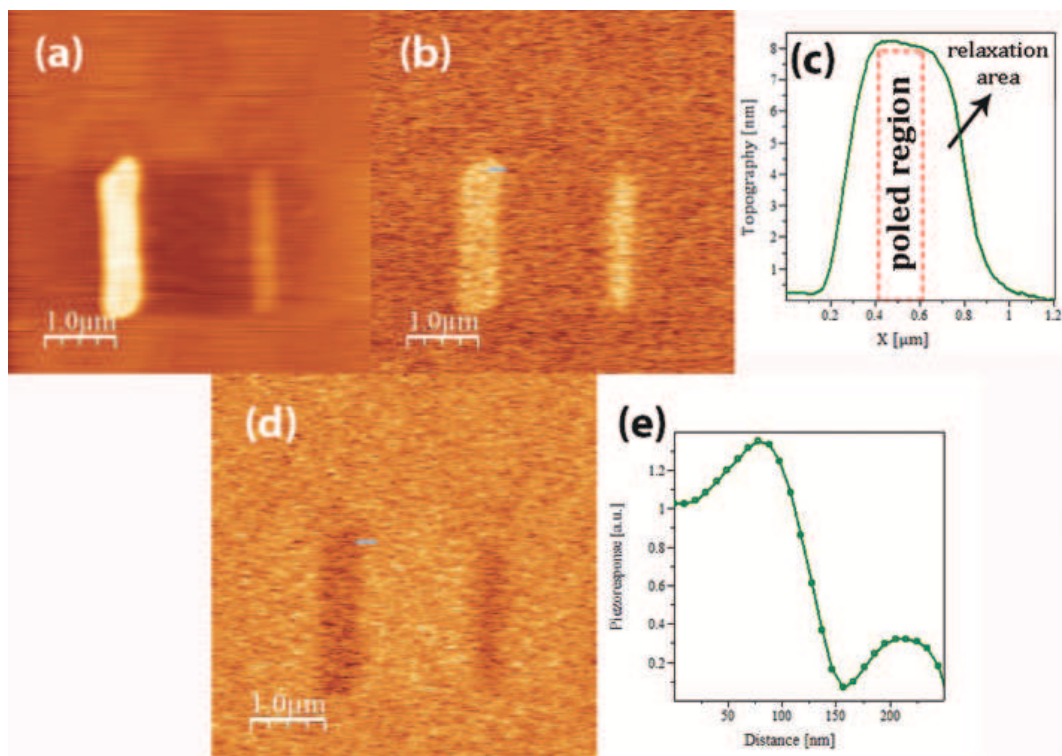 (a)
1.0μm
(b)
1.0μm
(c)
Topography [nm]
8
7
6
5
4
3
2
1
poled region
relaxation
area
0.2
0.4
0.6
0.8
1
1.2
X [μm]
(d)
1.0μm
(e)
Piezoresponse [a.u.]
1.2
1
0.8
0.6
0.4
0.2
50
100
150
200
Distance [nm]